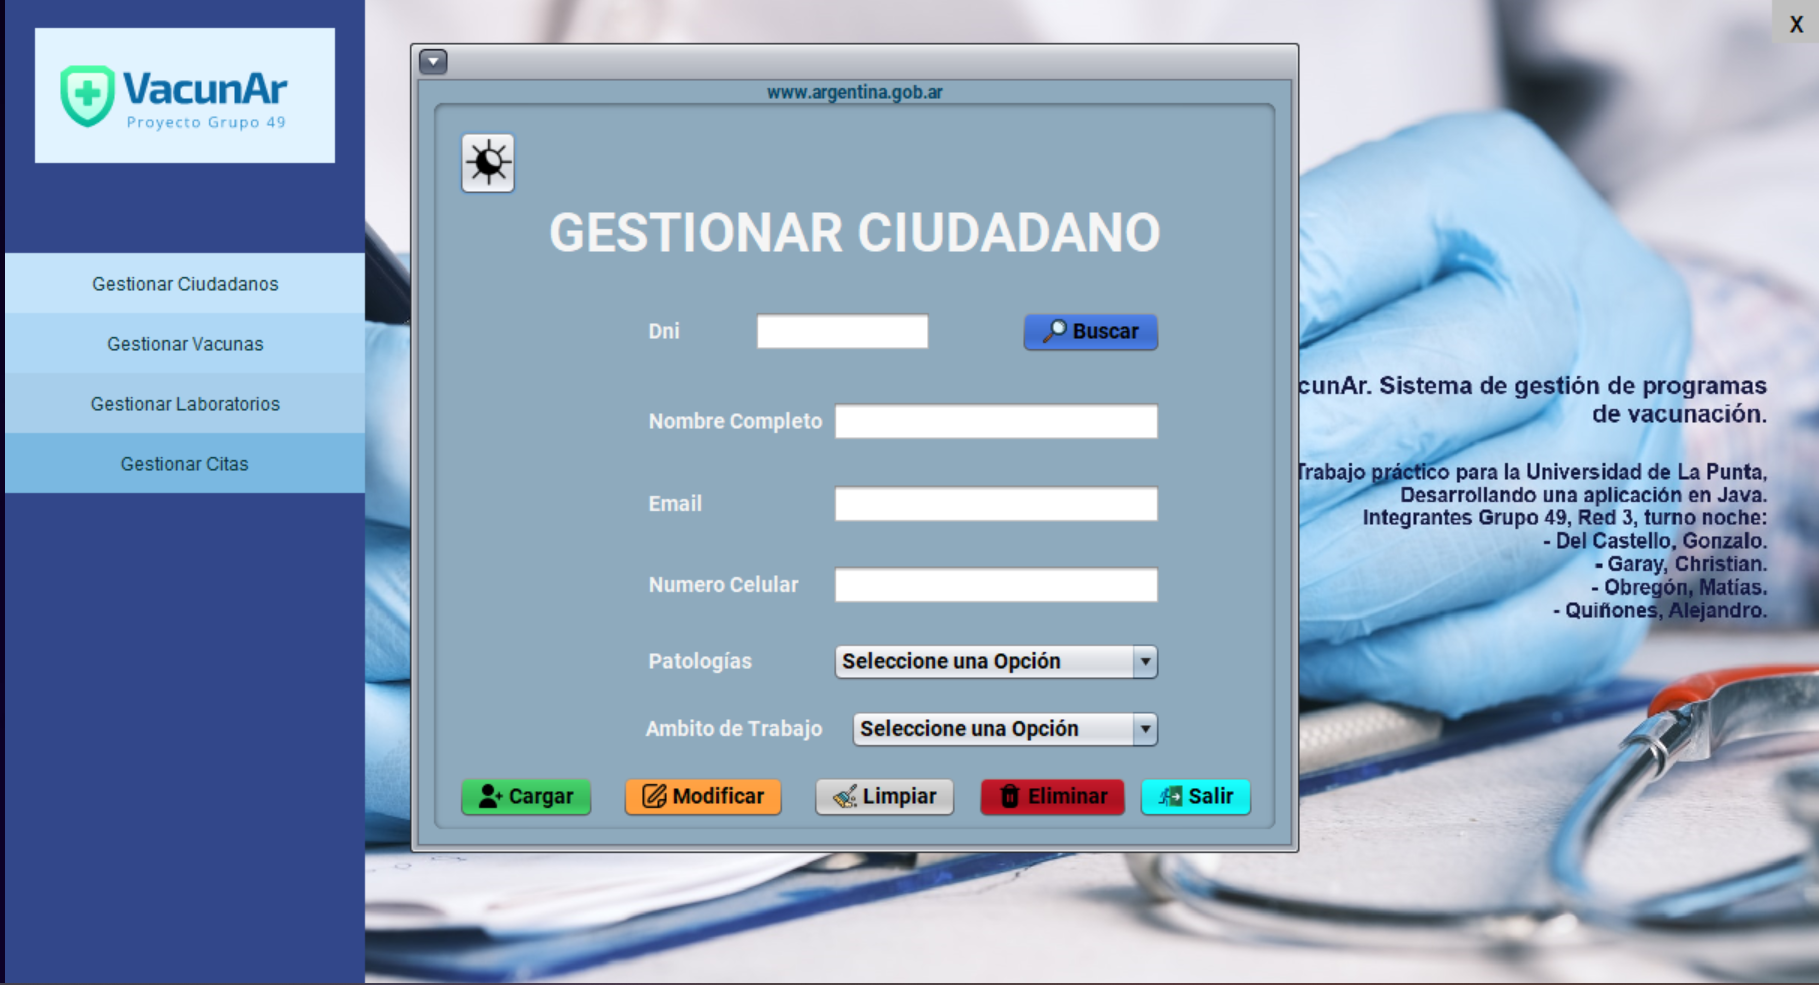 VacunAr
Proyecto Grupo 49
Gestionar Ciudadanos
Gestionar Vacunas
Gestionar Laboratorios
Gestionar Citas
www.argentina.gob.ar
GESTIONAR CIUDADANO
Dni
Buscar
Nombre Completo
Email
Numero Celular
Patologías
Seleccione una Opción
Ambito de Trabajo
Seleccione una Opción
Cargar
Modificar
Limpiar
Eliminar
Salir
X
cunAr. Sistema de gestión de programas
de vacunación.
Trabajo práctico para la Universidad de La Punta,
Desarrollando una aplicación en Java.
Integrantes Grupo 49, Red 3, turno noche:
- Del Castello, Gonzalo.
- Garay, Christian.
- Obregón, Matías.
- Quiñones, Alejandro.